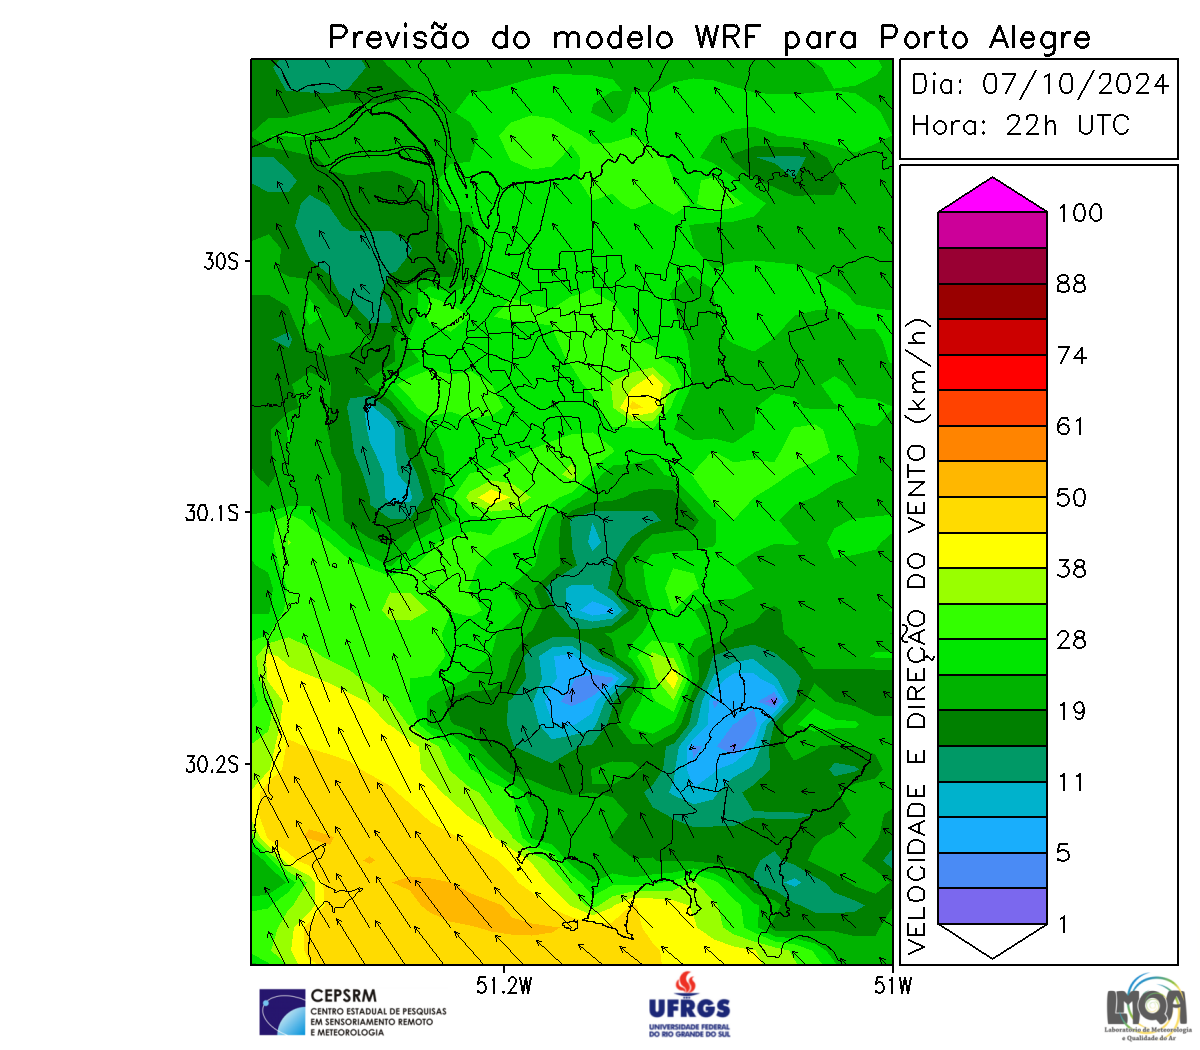 Previsão do modelo WRF para Porto Alegre
Dia: 07/10/2024
Hora: 22h UTC
30S
30.1S
30.2S
51.2W
51W
VELOCIDADE E DIREÇÃO DO VENTO (km/h)
100
88
74
61
50
38
28
19
11
5
1
CEPSRM
CENTRO ESTADUAL DE PESQUISAS
EM SENSORIAMENTO REMOTO
E METEOROLOGIA
UFRGS
UNIVERSIDADE FEDERAL
DO RIO GRANDE DO SUL
LMQA
Laboratório de Meteorologia
e Qualidade do Ar